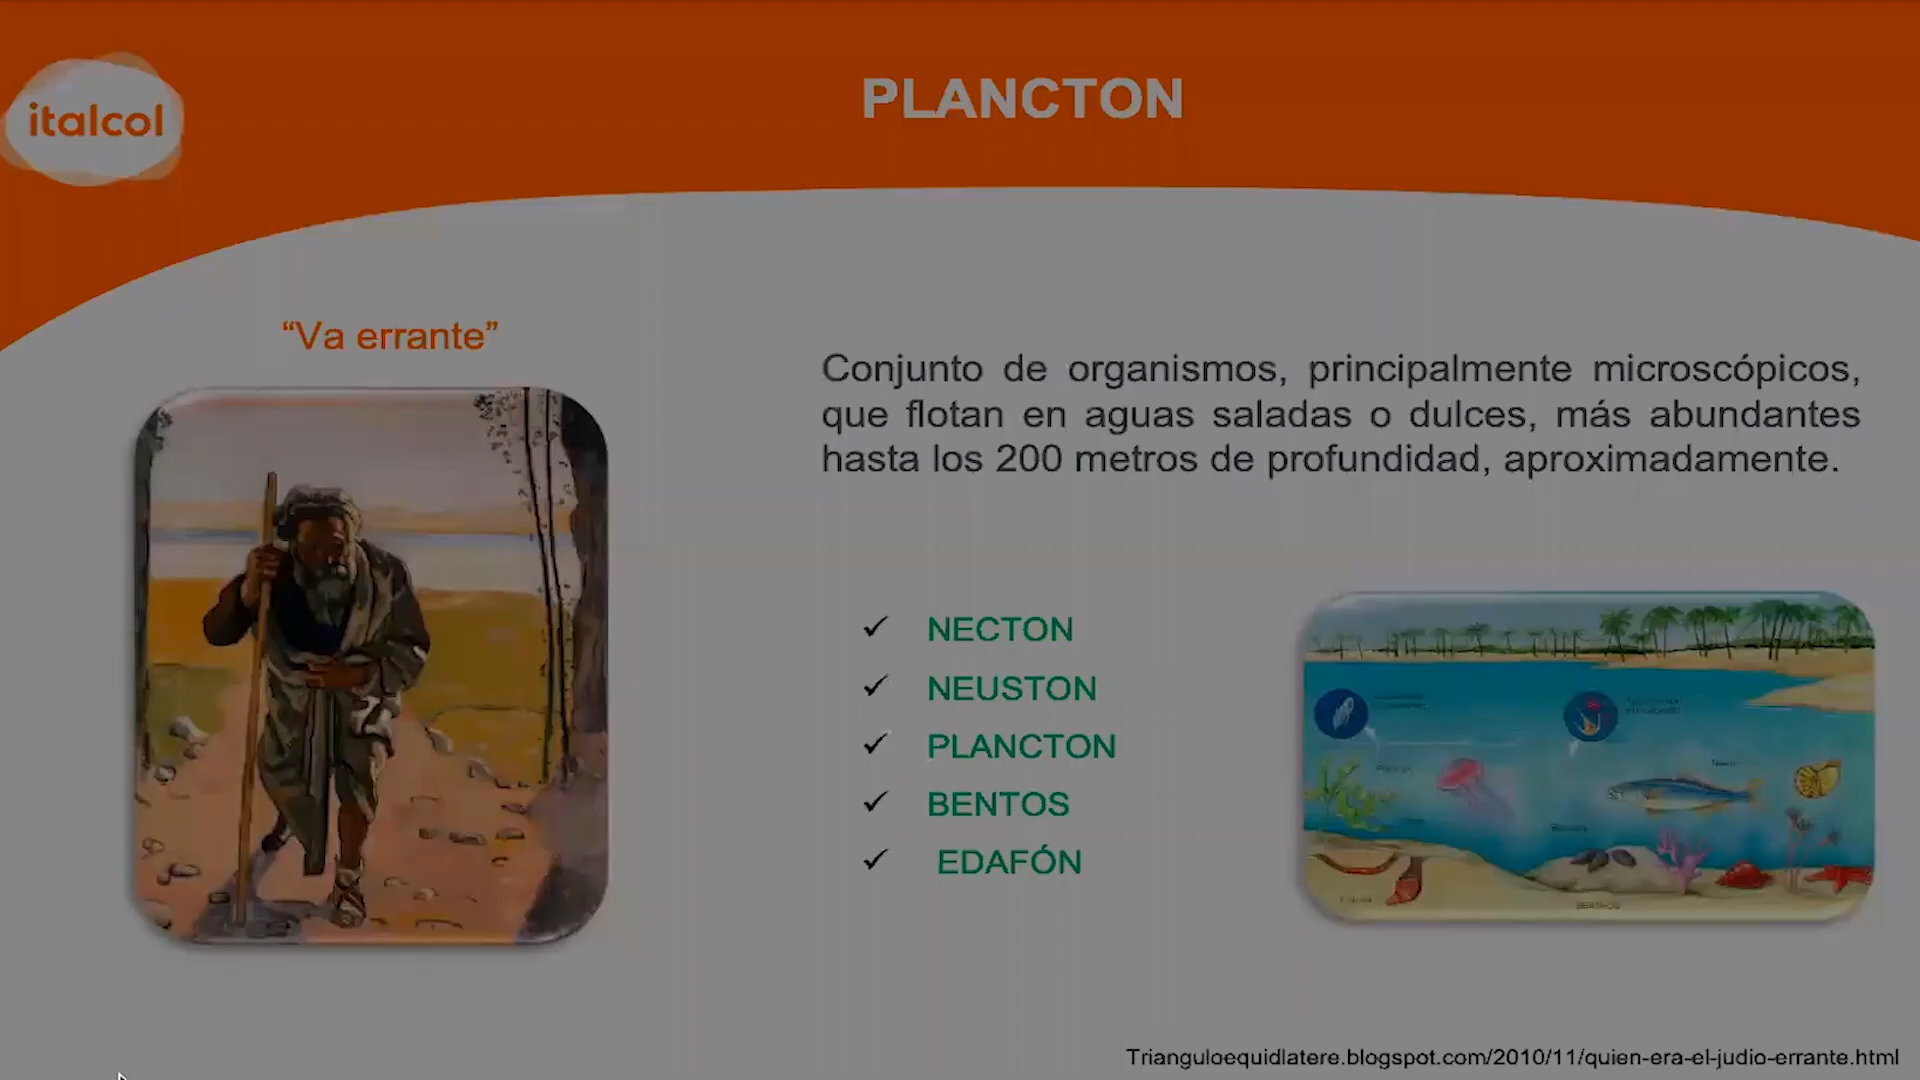 italcol
PLANCTON
“Va errante”
Conjunto de organismos, principalmente microscópicos,
que flotan en aguas saladas o dulces, más abundantes
hasta los 200 metros de profundidad, aproximadamente.
✓ NECTON
✓ NEUSTON
✓ PLANCTON
✓ BENTOS
✓ EDAFÓN
Trianguloequidlatere.blogspot.com/2010/11/quien-era-el-judio-errante.html